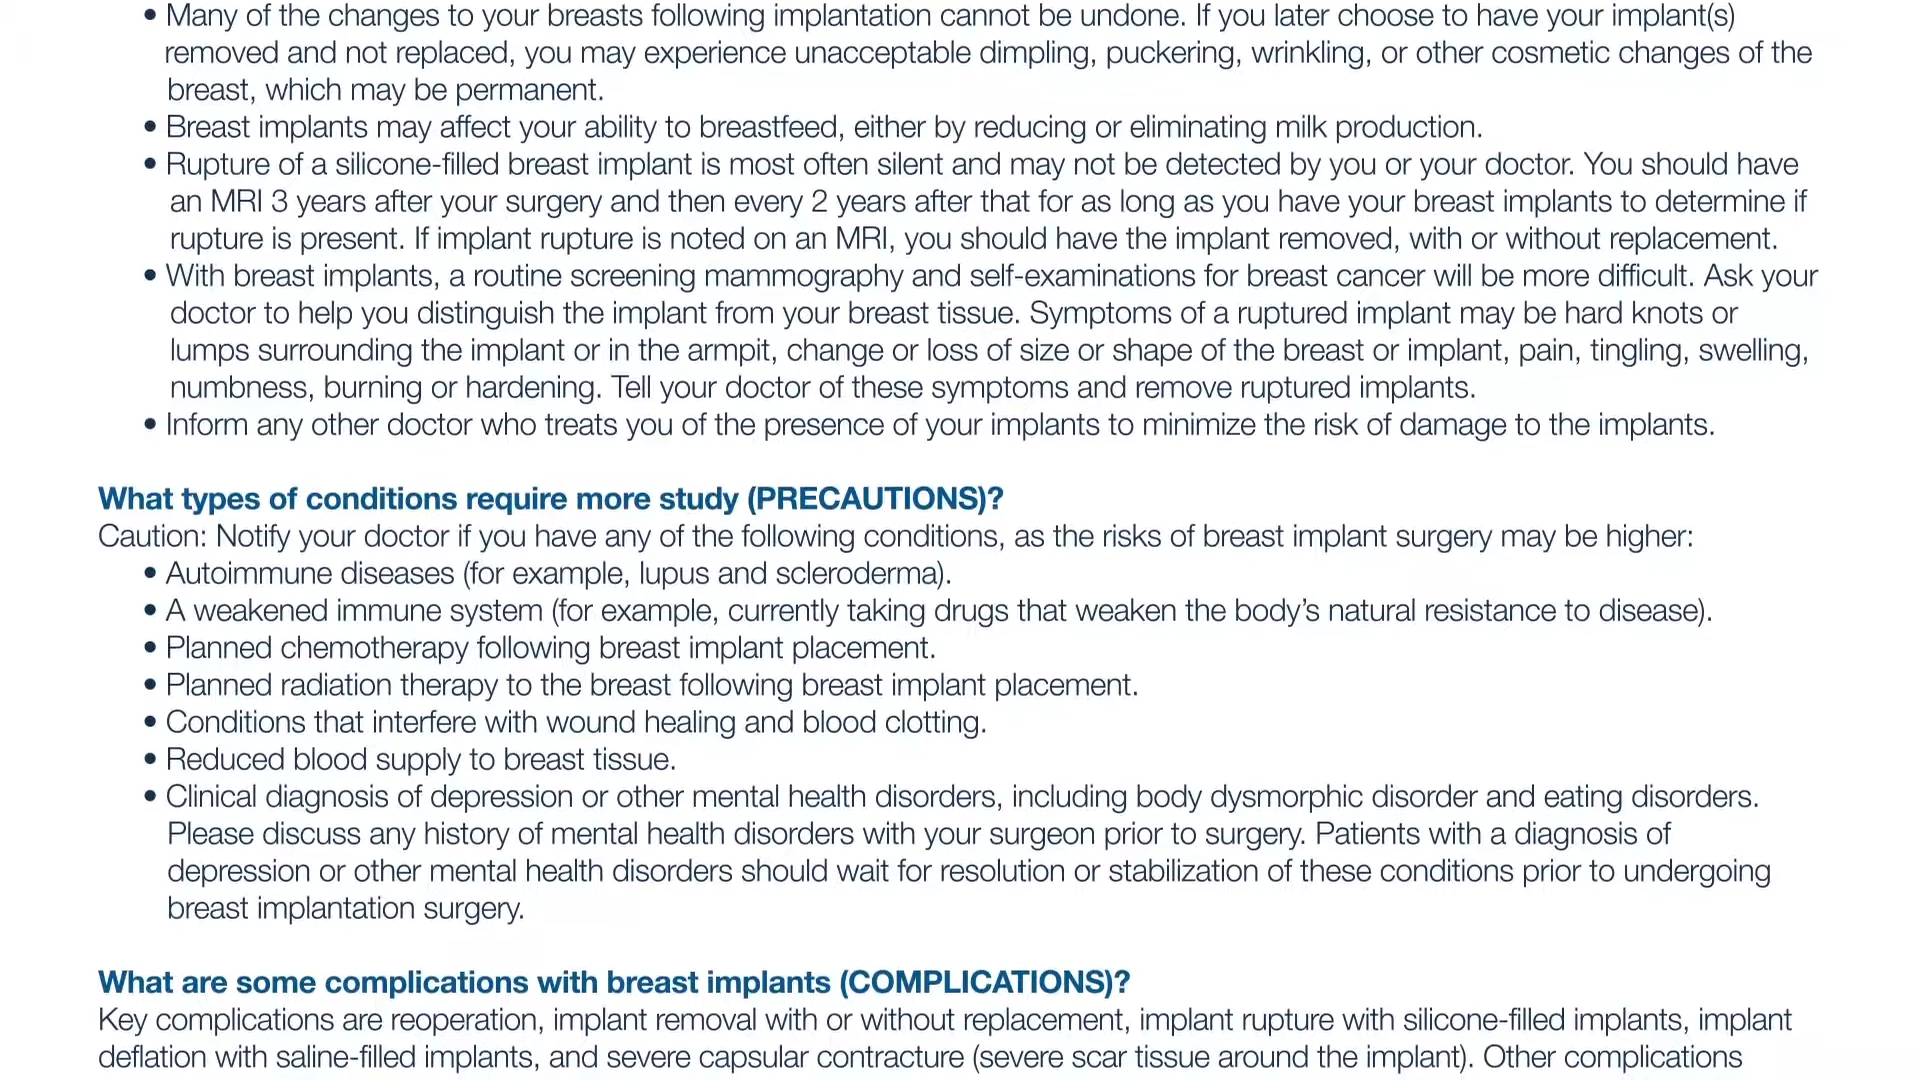 • Many of the changes to your breasts following implantation cannot be undone. If you later choose to have your implant(s)
removed and not replaced, you may experience unacceptable dimpling, puckering, wrinkling, or other cosmetic changes of the
breast, which may be permanent.
• Breast implants may affect your ability to breastfeed, either by reducing or eliminating milk production.
• Rupture of a silicone-filled breast implant is most often silent and may not be detected by you or your doctor. You should have
an MRI 3 years after your surgery and then every 2 years after that for as long as you have your breast implants to determine if
rupture is present. If implant rupture is noted on an MRI, you should have the implant removed, with or without replacement.
• With breast implants, a routine screening mammography and self-examinations for breast cancer will be more difficult. Ask your
doctor to help you distinguish the implant from your breast tissue. Symptoms of a ruptured implant may be hard knots or
lumps surrounding the implant or in the armpit, change or loss of size or shape of the breast or implant, pain, tingling, swelling,
numbness, burning or hardening. Tell your doctor of these symptoms and remove ruptured implants.
• Inform any other doctor who treats you of the presence of your implants to minimize the risk of damage to the implants.
What types of conditions require more study (PRECAUTIONS)?
Caution: Notify your doctor if you have any of the following conditions, as the risks of breast implant surgery may be higher:
• Autoimmune diseases (for example, lupus and scleroderma).
• A weakened immune system (for example, currently taking drugs that weaken the body’s natural resistance to disease).
• Planned chemotherapy following breast implant placement.
• Planned radiation therapy to the breast following breast implant placement.
• Conditions that interfere with wound healing and blood clotting.
• Reduced blood supply to breast tissue.
• Clinical diagnosis of depression or other mental health disorders, including body dysmorphic disorder and eating disorders.
Please discuss any history of mental health disorders with your surgeon prior to surgery. Patients with a diagnosis of
depression or other mental health disorders should wait for resolution or stabilization of these conditions prior to undergoing
breast implantation surgery.
What are some complications with breast implants (COMPLICATIONS)?
Key complications are reoperation, implant removal with or without replacement, implant rupture with silicone-filled implants, implant
deflation with saline-filled implants, and severe capsular contracture (severe scar tissue around the implant). Other complications